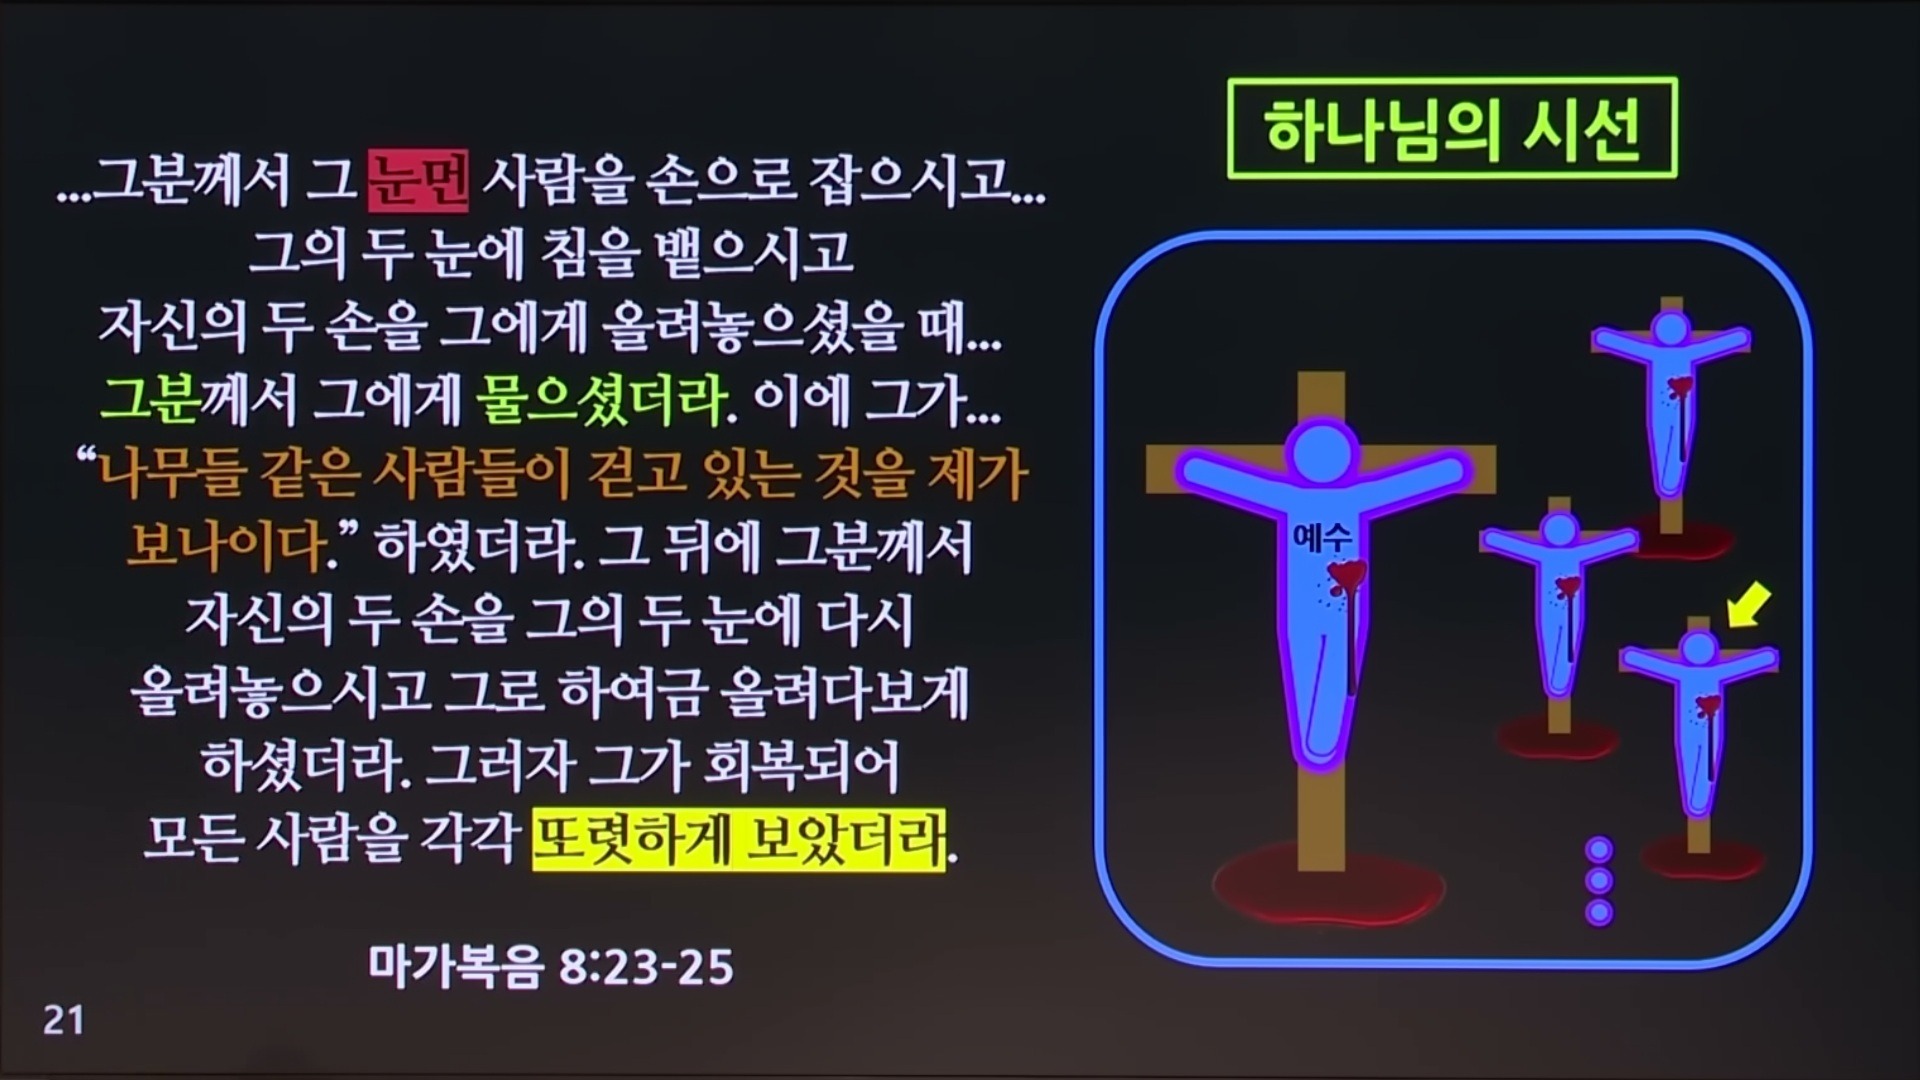 ...그분께서 그 눈먼 사람을 손으로 잡으시고...
그의 두 눈에 침을 뱉으시고
자신의 두 손을 그에게 올려놓으셨을 때...
그분께서 그에게 물으셨더라. 이에 그가...
“나무들 같은 사람들이 걷고 있는 것을 제가
보나이다.” 하였더라. 그 뒤에 그분께서
자신의 두 손을 그의 두 눈에 다시
올려놓으시고 그로 하여금 올려다보게
하셨더라. 그러자 그가 회복되어
모든 사람을 각각 또렷하게 보았더라.
마가복음 8:23-25
21
하나님의 시선
예수